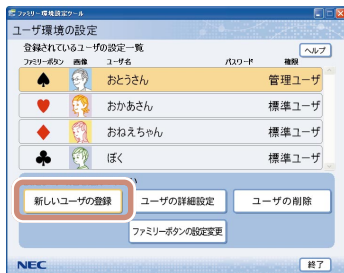 ファミリー環境設定ツール
ユーザ環境の設定
登録されているユーザの設定一覧
ヘルプ
ファミリーボタン 画像 ユーザ名 パスワード 権限
おとうさん 管理ユーザ
おかあさん 標準ユーザ
おねえちゃん 標準ユーザ
ぼく 標準ユーザ
新しいユーザの登録 ユーザの詳細設定 ユーザの削除
ファミリーボタンの設定変更
NEC 終了